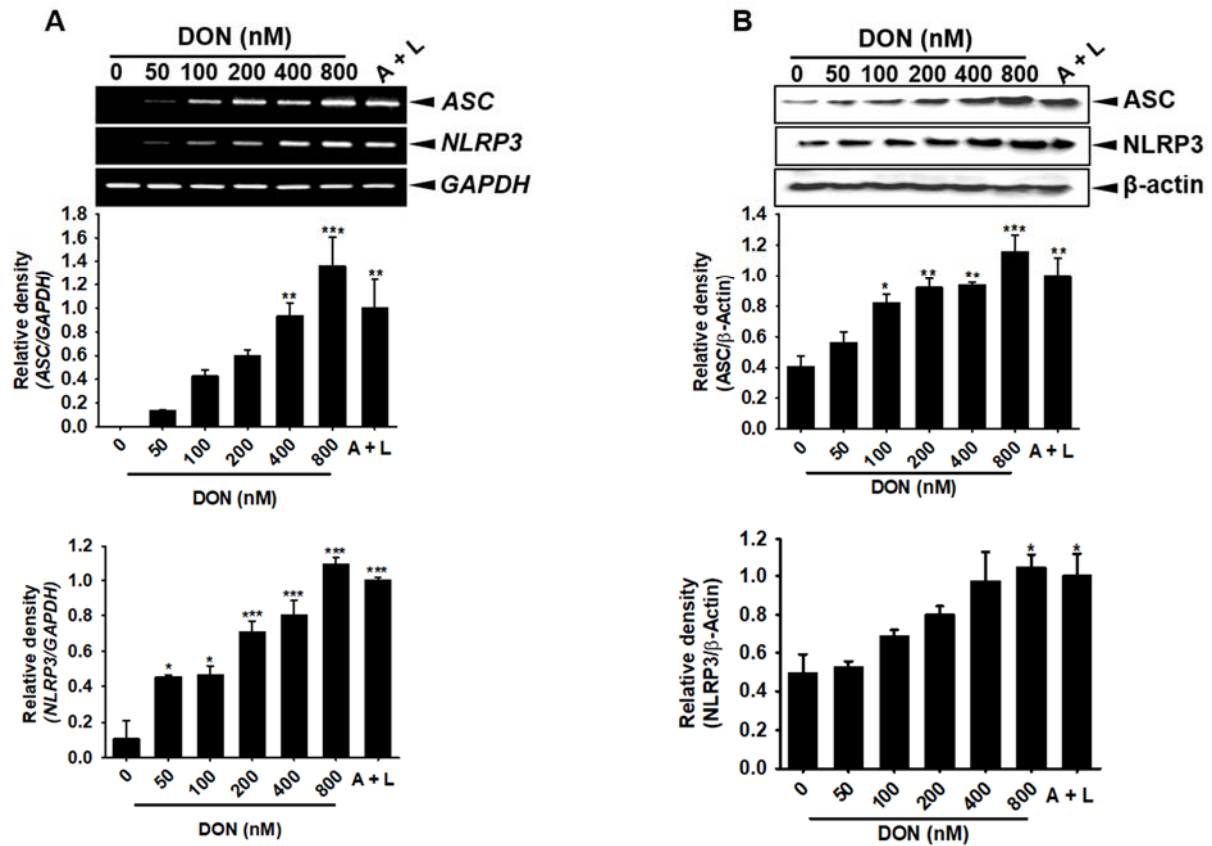 A
DON (nM)
0 50 100 200 400 800 A + L
ASC
NLRP3
GAPDH
Relative density
(ASC/GAPDH)
1.8
1.6
1.4
1.2
1.0
0.8
0.6
0.4
0.2
0.0
** *** **
0 50 100 200 400 800 A + L
DON (nM)
Relative density
(NLRP3/GAPDH)
1.2
1.0
0.8
0.6
0.4
0.2
0.0
* * *** *** *** ***
0 50 100 200 400 800 A + L
DON (nM)
B
DON (nM)
0 50 100 200 400 800 A + L
ASC
NLRP3
β-actin
Relative density
(ASC/β-Actin)
1.4
1.2
1.0
0.8
0.6
0.4
0.2
0.0
* ** ** *** **
0 50 100 200 400 800 A + L
DON (nM)
Relative density
(NLRP3/β-Actin)
1.2
1.0
0.8
0.6
0.4
0.2
0.0
* *
0 50 100 200 400 800 A + L
DON (nM)